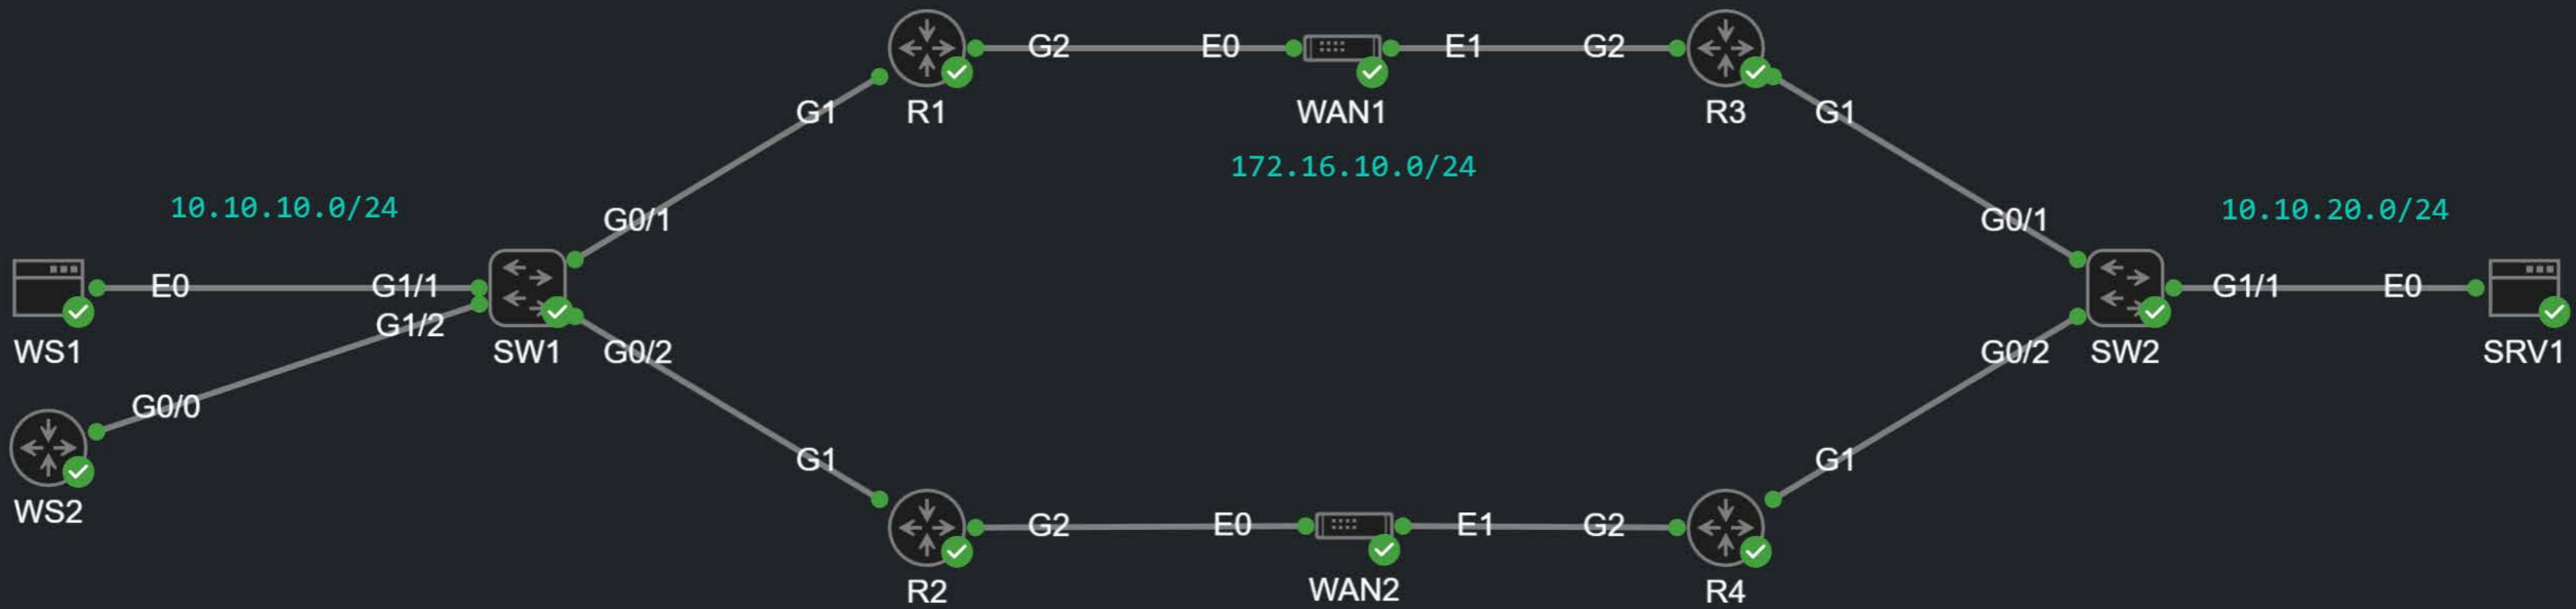 G2 E0 E1 G2
R1 WAN1 R3
G1 G1
172.16.10.0/24
10.10.10.0/24 10.10.20.0/24
G0/1 G0/1
E0 G1/1 G1/1 E0
G1/2
WS1 SW1 G0/2 G0/2 SW2 SRV1
G0/0
G1 G1
WS2
G2 E0 E1 G2
R2 WAN2 R4